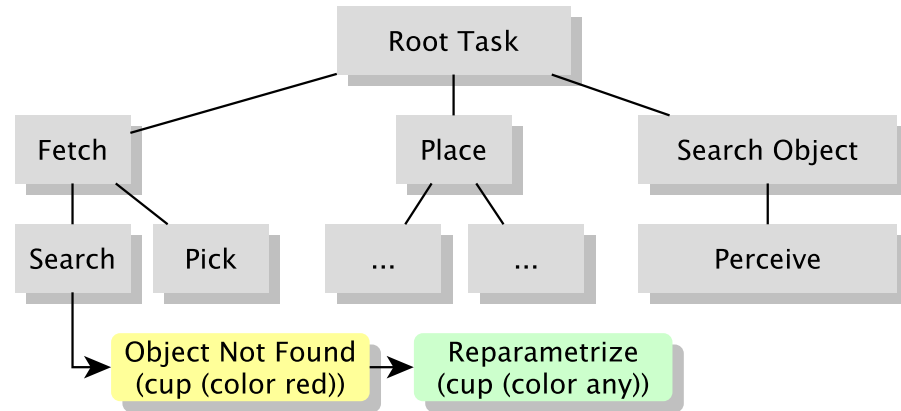 Root Task
Fetch
Place
Search Object
Search
Pick
...
...
Perceive
Object Not Found
(cup (color red))
Reparametrize
(cup (color any))